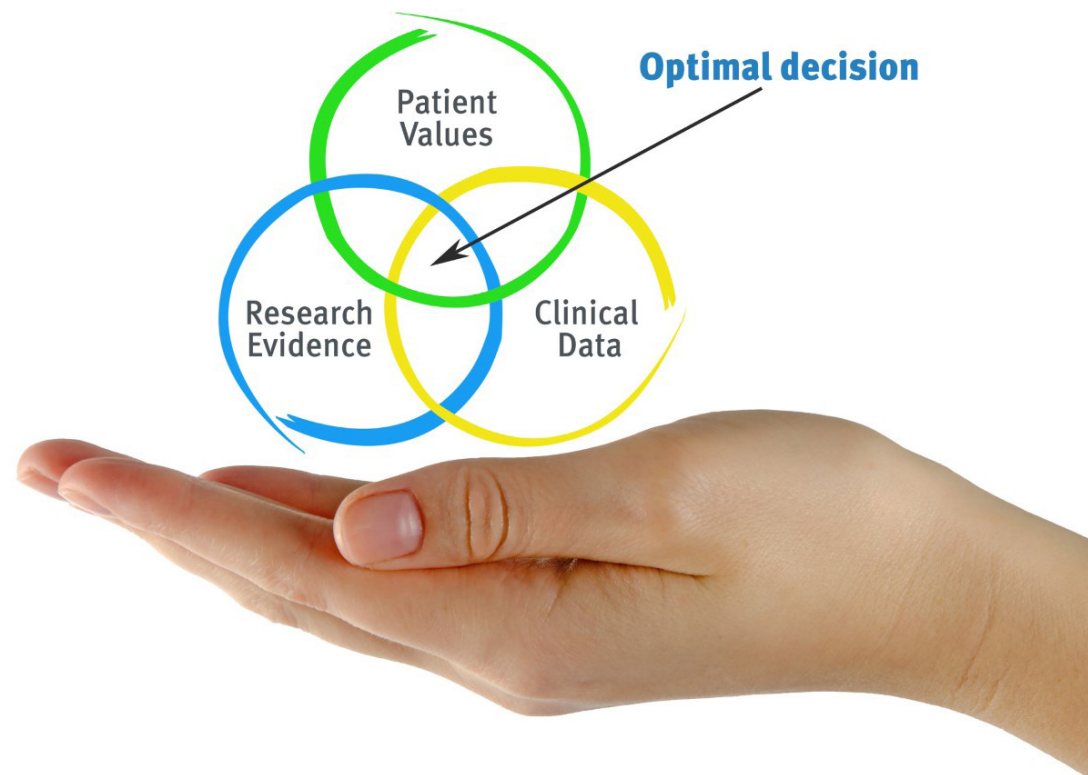 Optimal decision
Patient
Values
Research
Evidence
Clinical
Data